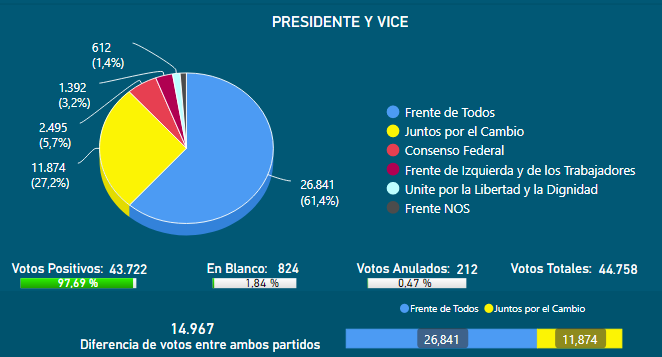 PRESIDENTE Y VICE
612
(1,4%)
1.392
(3,2%)
2.495
(5,7%)
11.874
(27,2%)
26.841
(61,4%)
Frente de Todos
Juntos por el Cambio
Consenso Federal
Frente de Izquierda y de los Trabajadores
Unite por la Libertad y la Dignidad
Frente NOS
Votos Positivos: 43.722
97,69 %
En Blanco: 824
1,84 %
Votos Anulados: 212
0,47 %
Votos Totales: 44.758
14.967
Diferencia de votos entre ambos partidos
Frente de Todos Juntos por el Cambio
26,841 11,874